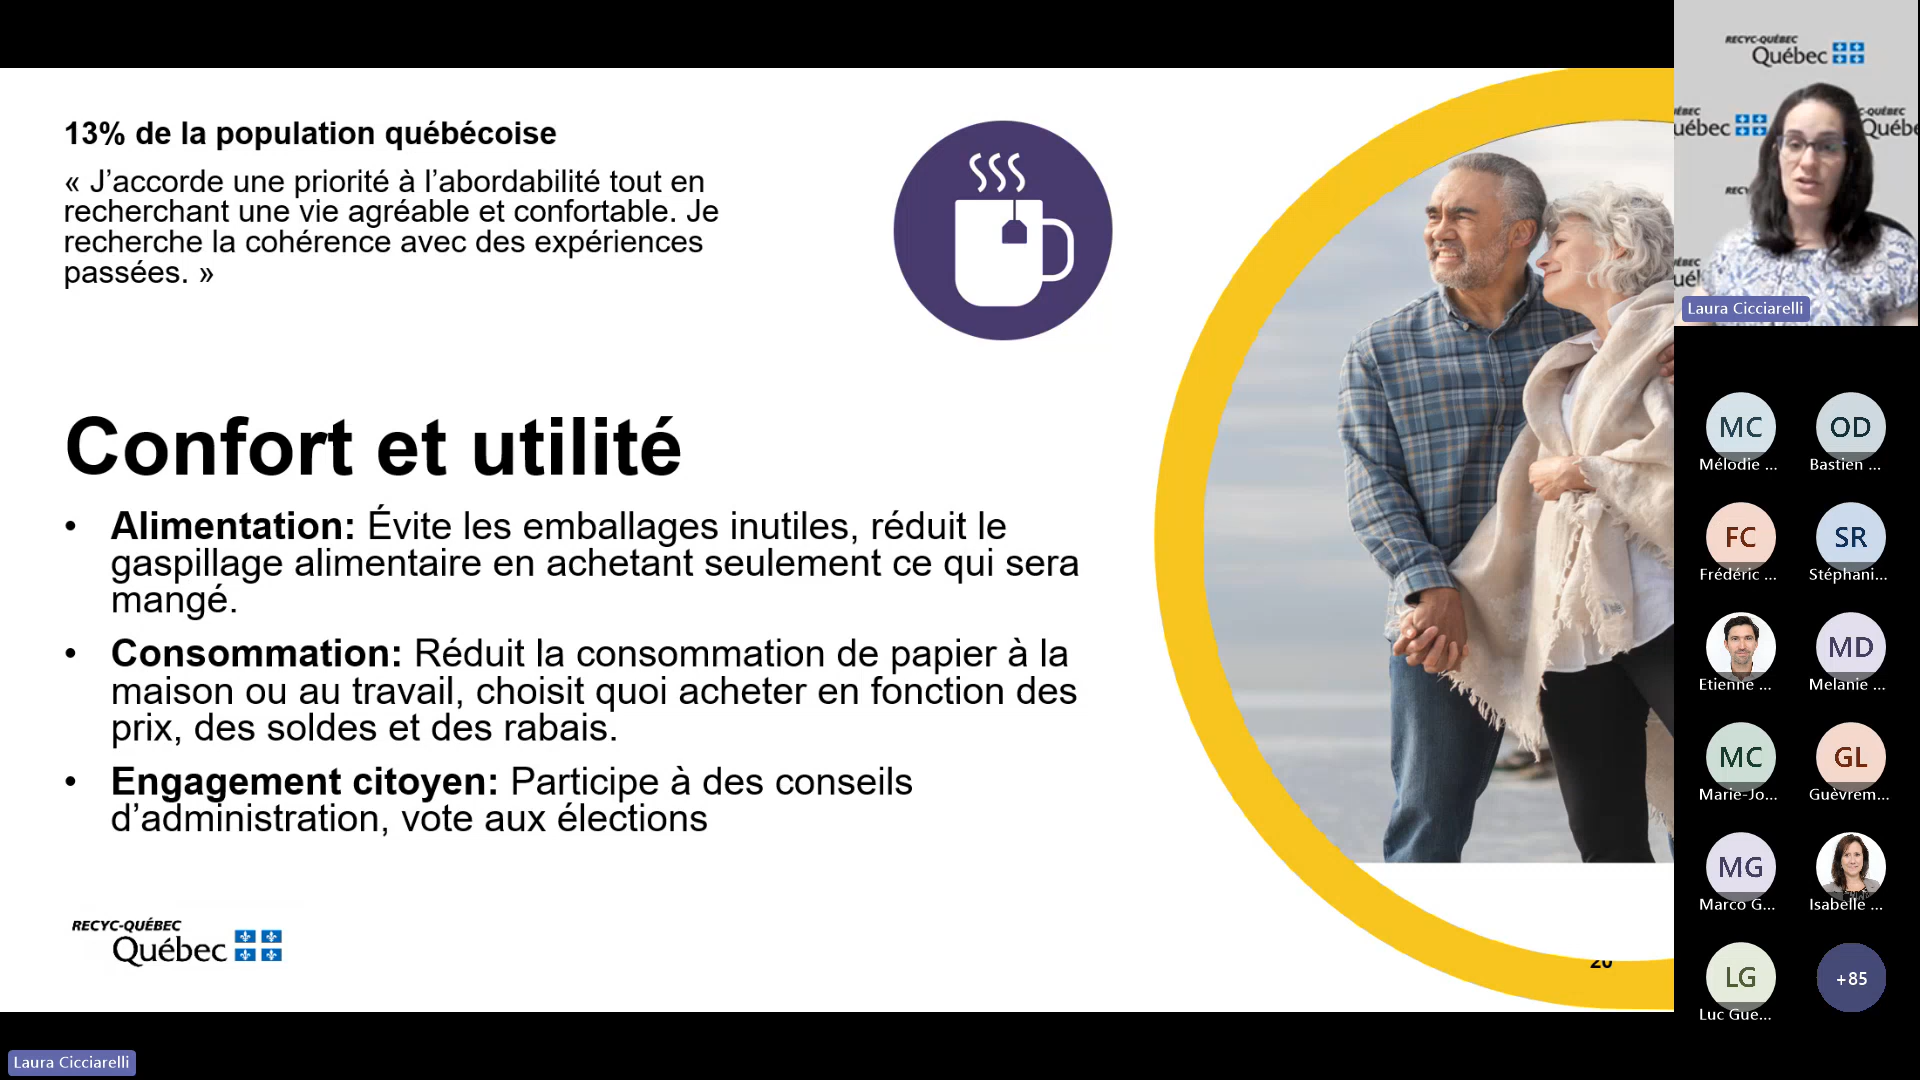 13% de la population québécoise
« J’accorde une priorité à l’abordabilité tout en
recherchant une vie agréable et confortable. Je
recherche la cohérence avec des expériences
passées. »
Confort et utilité
• Alimentation: Évite les emballages inutiles, réduit le
gaspillage alimentaire en achetant seulement ce qui sera
mangé.
• Consommation: Réduit la consommation de papier à la
maison ou au travail, choisit quoi acheter en fonction des
prix, des soldes et des rabais.
• Engagement citoyen: Participe à des conseils
d’administration, vote aux élections
RECYC-QUÉBEC
Québec
20
Laura Cicciarelli
RECYC-QUÉBEC
Québec
Laura Cicciarelli
MC
Mélodie ...
OD
Bastien ...
FC
Frédéric ...
SR
Stéphani...
Etienne ...
MD
Melanie ...
MC
Marie-Jo...
GL
Guèvrem...
MG
Marco G...
Isabelle ...
LG
Luc Gue...
+85